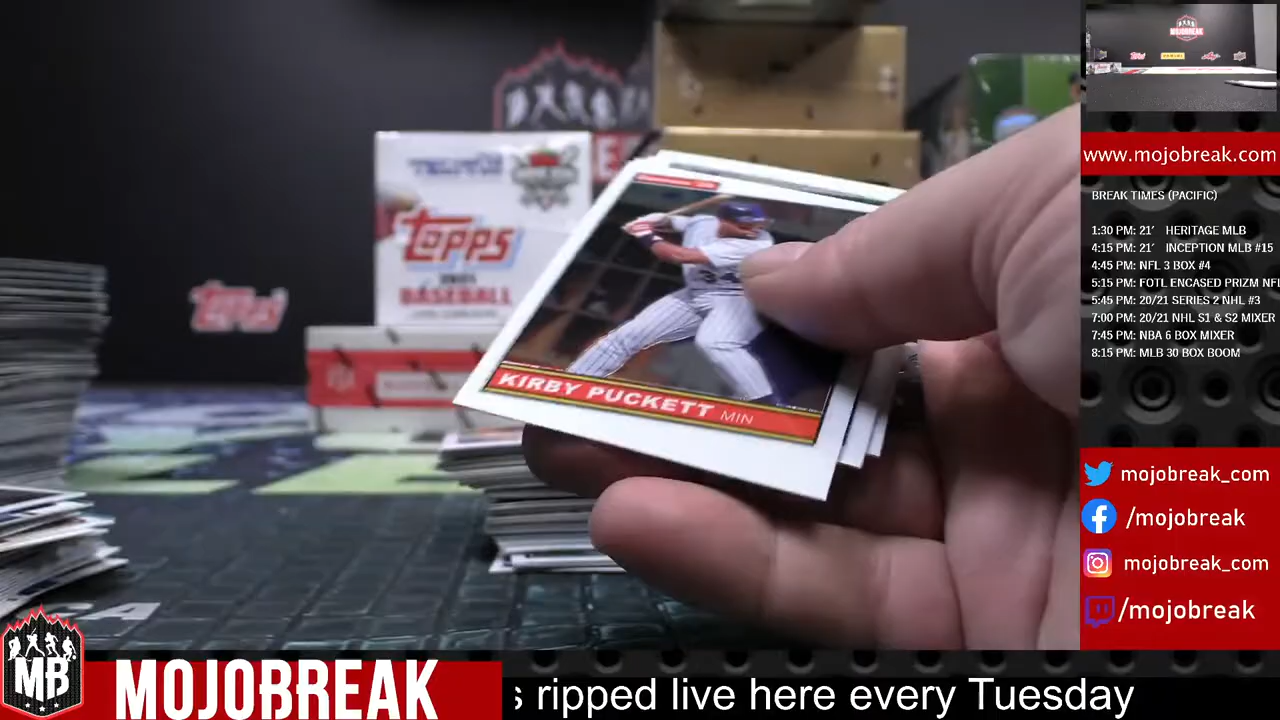 TOPPS
2021
BASEBALL
34
KIRBY PUCKETT MIN
www.mojobreak.com
BREAK TIMES (PACIFIC)
1:30 PM: 21' HERITAGE MLB
4:15 PM: 21' INCEPTION MLB #15
4:45 PM: NFL 3 BOX #4
5:15 PM: FOTL ENCASED PRIZM NFL
5:45 PM: 20/21 SERIES 2 NHL #3
7:00 PM: 20/21 NHL S1 & S2 MIXER
7:45 PM: NBA 6 BOX MIXER
8:15 PM: MLB 30 BOX BOOM
mojobreak_com
/mojobreak
mojobreak_com
/mojobreak
MB
MOJOBREAK
s ripped live here every Tuesday